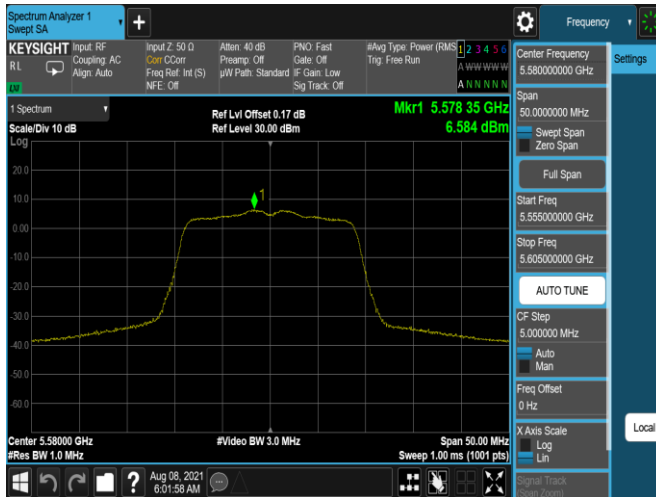 Spectrum Analyzer 1
Swept SA
Frequency
KEYSIGHT
RL
LXI
Input: RF
Coupling: AC
Align: Auto
Input Z: 50 Ω
Corr CCorr
Freq Ref: Int (S)
NFE: Off
Atten: 40 dB
Preamp: Off
µW Path: Standard
PNO: Fast
Gate: Off
IF Gain: Low
Sig Track: Off
#Avg Type: Power (RMS
Trig: Free Run
1 2 3 4 5 6
A W W W W W
A N N N N N
1 Spectrum
Scale/Div 10 dB
Log
Ref Lvl Offset 0.17 dB
Ref Level 30.00 dBm
Mkr1 5.578 35 GHz
6.584 dBm
1
20.0
10.0
0.00
-10.0
-20.0
-30.0
-40.0
-50.0
-60.0
Center 5.58000 GHz
#Res BW 1.0 MHz
#Video BW 3.0 MHz
Span 50.00 MHz
Sweep 1.00 ms (1001 pts)
Aug 08, 2021
6:01:58 AM
Center Frequency
5.580000000 GHz
Span
50.0000000 MHz
Swept Span
Zero Span
Full Span
Start Freq
5.555000000 GHz
Stop Freq
5.605000000 GHz
AUTO TUNE
CF Step
5.000000 MHz
Auto
Man
Freq Offset
0 Hz
X Axis Scale
Log
Lin
Signal Track
(Span Zoom)
Settings
Local